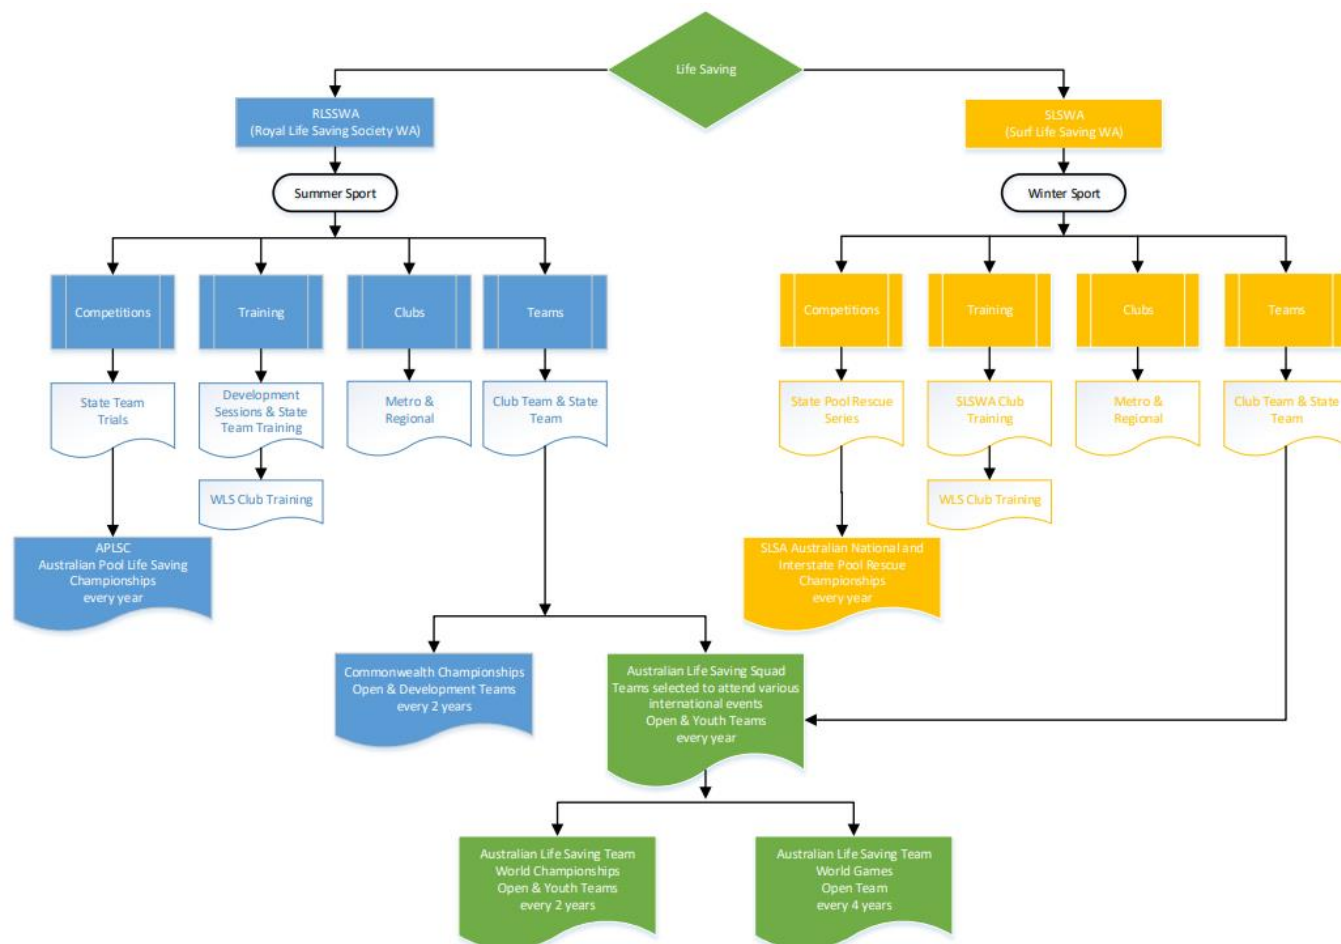 Life Saving
RLSSWA
(Royal Life Saving Society WA)
SLSWA
(Surf Life Saving WA)
Summer Sport
Winter Sport
Competitions
Training
Clubs
Teams
Competitions
Training
Clubs
Teams
State Team
Trials
Development
Sessions & State
Team Training
Metro &
Regional
Club Team & State
Team
State Pool Rescue
Series
SLSWA Club
Training
Metro &
Regional
Club Team & State
Team
WLS Club Training
WLS Club Training
APLSC
Australian Pool Life Saving
Championships
every year
SLSA Australian National and
Interstate Pool Rescue
Championships
every year
Commonwealth Championships
Open & Development Teams
every 2 years
Australian Life Saving Squad
Teams selected to attend various
international events
Open & Youth Teams
every year
Australian Life Saving Team
World Championships
Open & Youth Teams
every 2 years
Australian Life Saving Team
World Games
Open Team
every 4 years